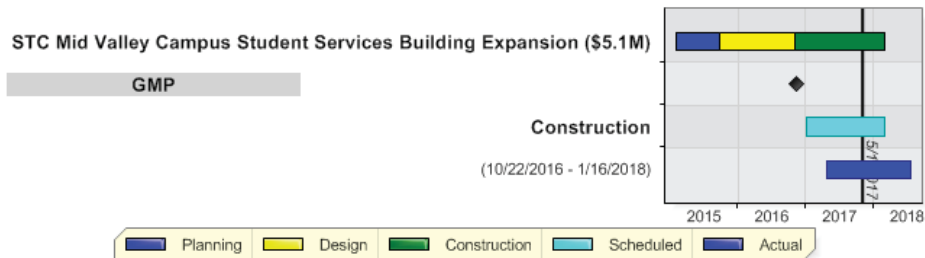 STC Mid Valley Campus Student Services Building Expansion ($5.1M)
GMP
Construction
(10/22/2016 - 1/16/2018)
2015 2016 2017 2018
Planning Design Construction Scheduled Actual